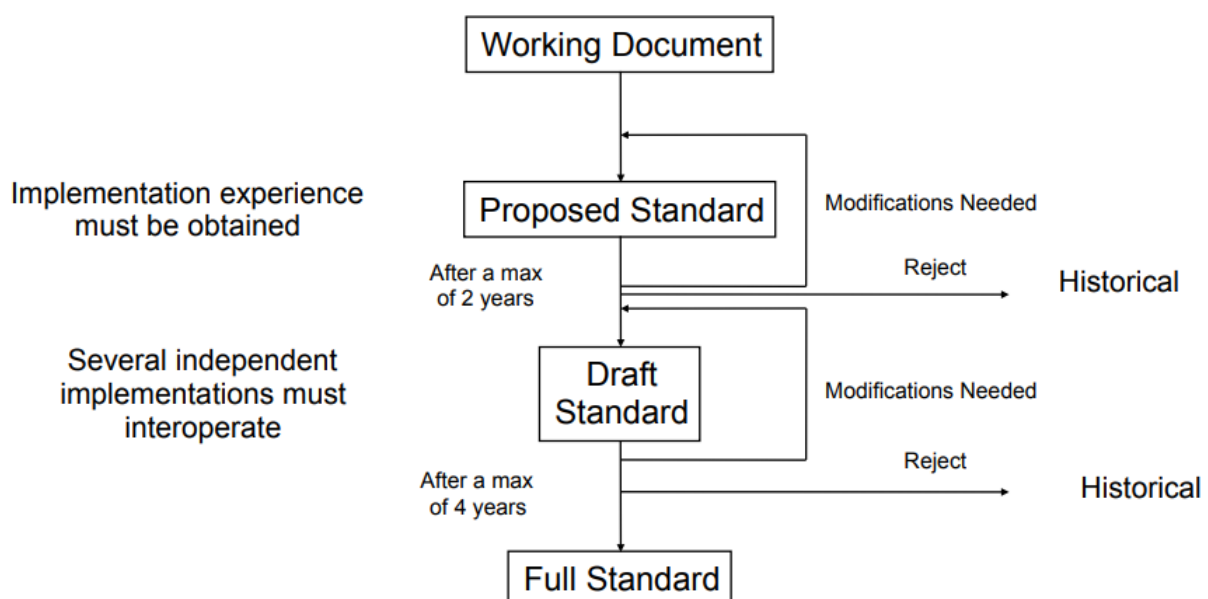 Working Document
Implementation experience
must be obtained
Proposed Standard
Modifications Needed
After a max
of 2 years
Reject
Historical
Several independent
implementations must
interoperate
Draft
Standard
Modifications Needed
After a max
of 4 years
Reject
Historical
Full Standard